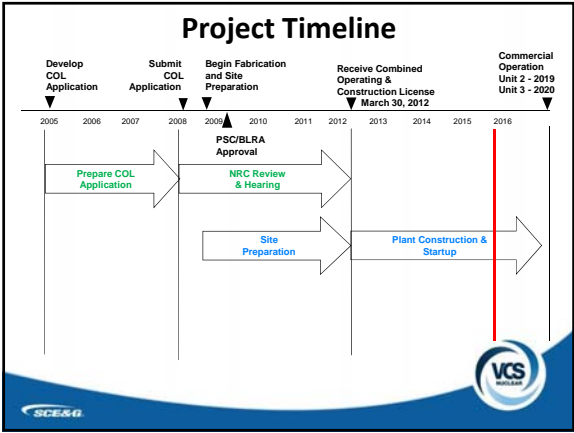 Project Timeline
Develop
COL
Application
Submit
COL
Application
Begin Fabrication
and Site
Preparation
Receive Combined
Operating &
Construction License
March 30, 2012
Commercial
Operation
Unit 2 - 2019
Unit 3 - 2020
2005 2006 2007 2008 2009 2010 2011 2012 2013 2014 2015 2016
PSC/BLRA
Approval
Prepare COL
Application
NRC Review
& Hearing
Site
Preparation
Plant Construction &
Startup
VCS
NUCLEAR
SCE&G